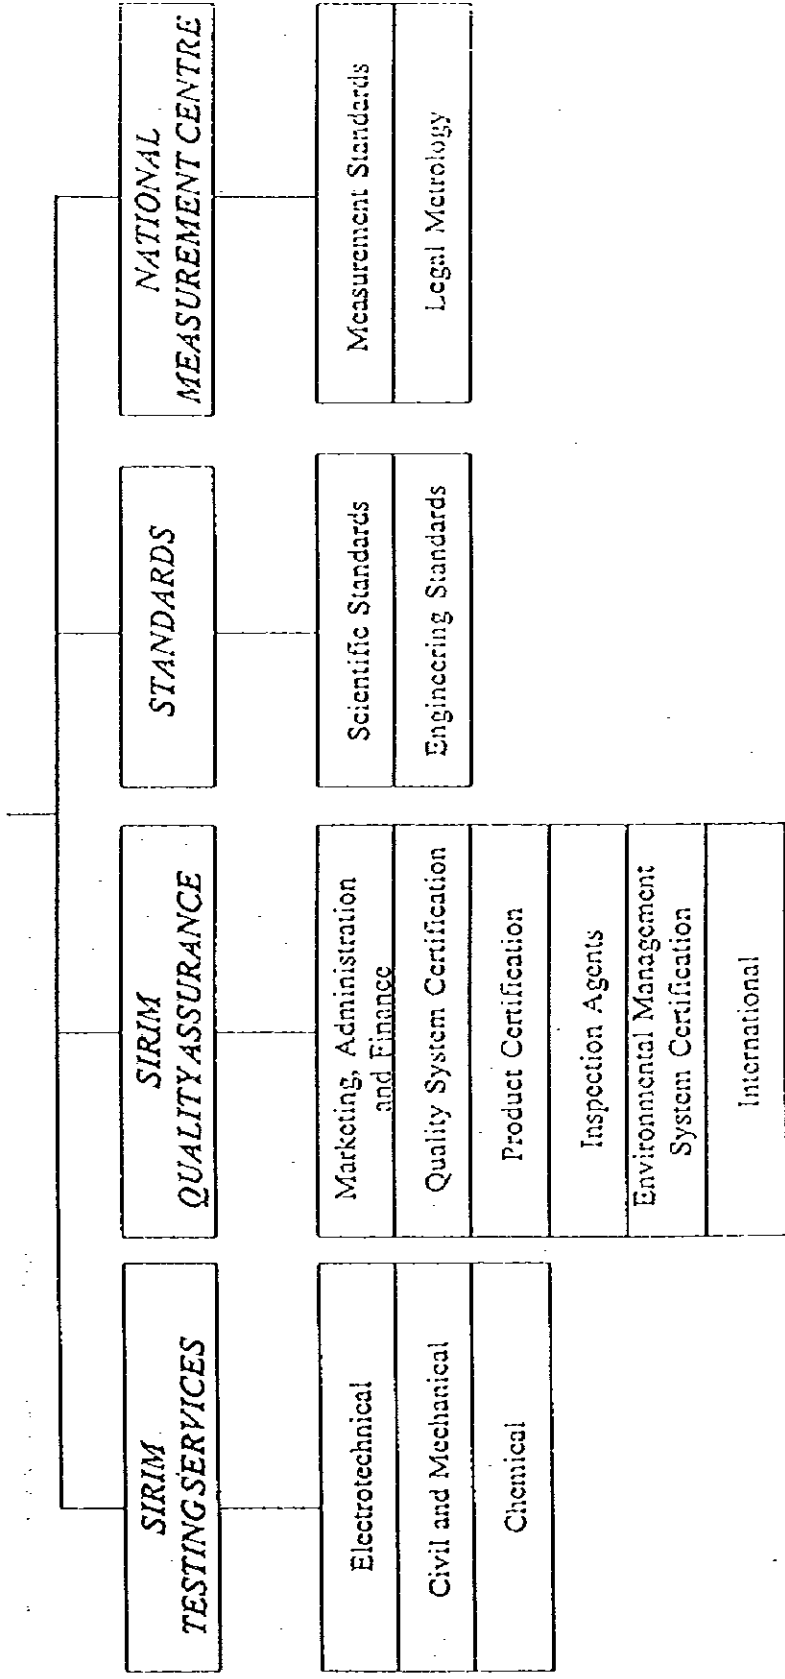 SIRIM
TESTING SERVICES
Electrotechnical
Civil and Mechanical
Chemical
SIRIM
QUALITY ASSURANCE
Marketing, Administration
and Finance
Quality System Certification
Product Certification
Inspection Agents
Environmental Management
System Certification
International
STANDARDS
Scientific Standards
Engineering Standards
NATIONAL
MEASUREMENT CENTRE
Measurement Standards
Legal Metrology